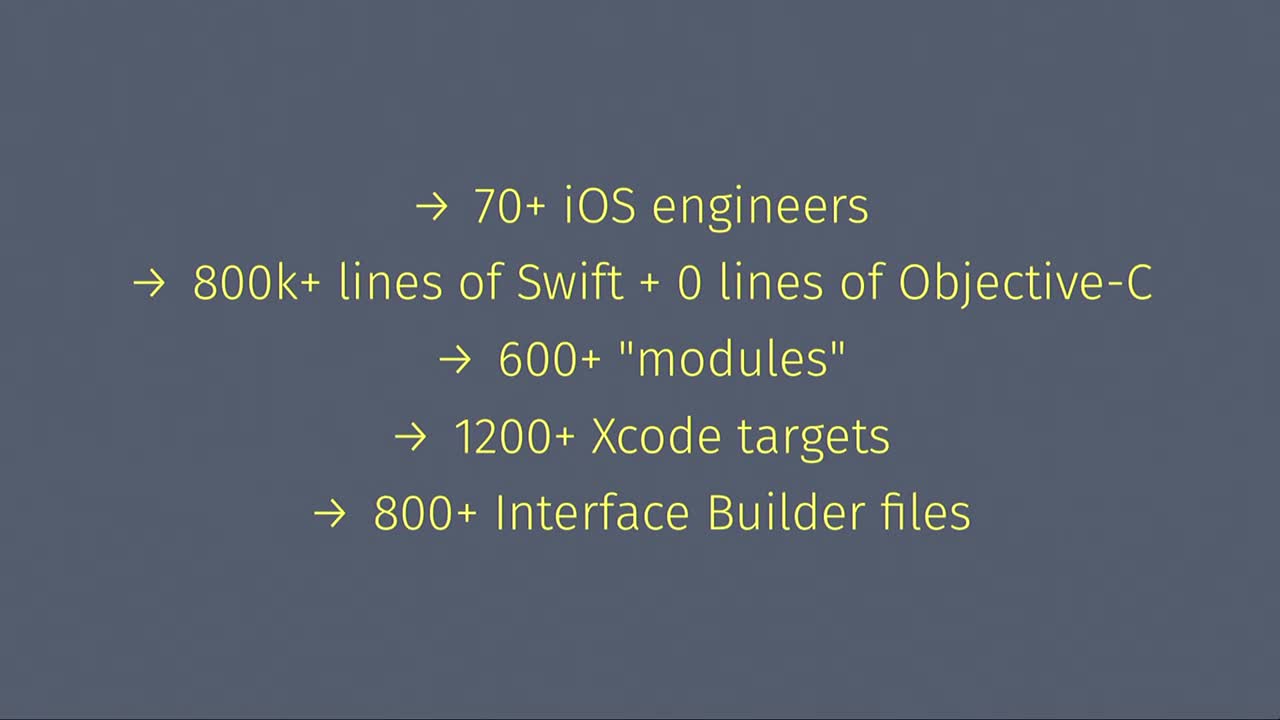 → 70+ iOS engineers
→ 800k+ lines of Swift + 0 lines of Objective-C
→ 600+ "modules"
→ 1200+ Xcode targets
→ 800+ Interface Builder files